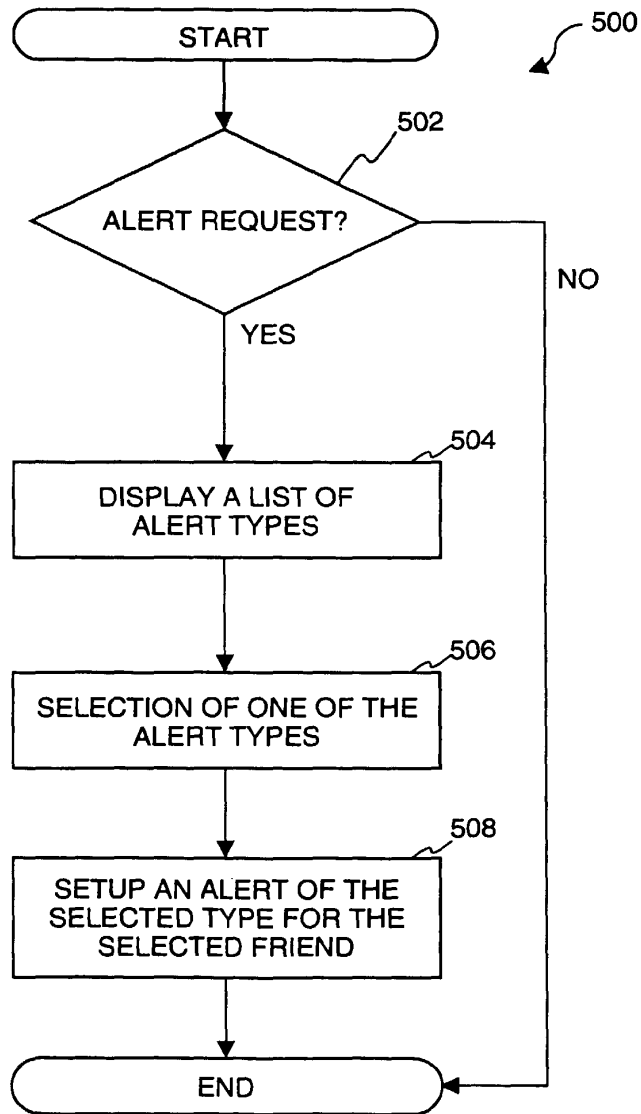 START
500
502
ALERT REQUEST?
NO
YES
504
DISPLAY A LIST OF
ALERT TYPES
506
SELECTION OF ONE OF THE
ALERT TYPES
508
SETUP AN ALERT OF THE
SELECTED TYPE FOR THE
SELECTED FRIEND
END